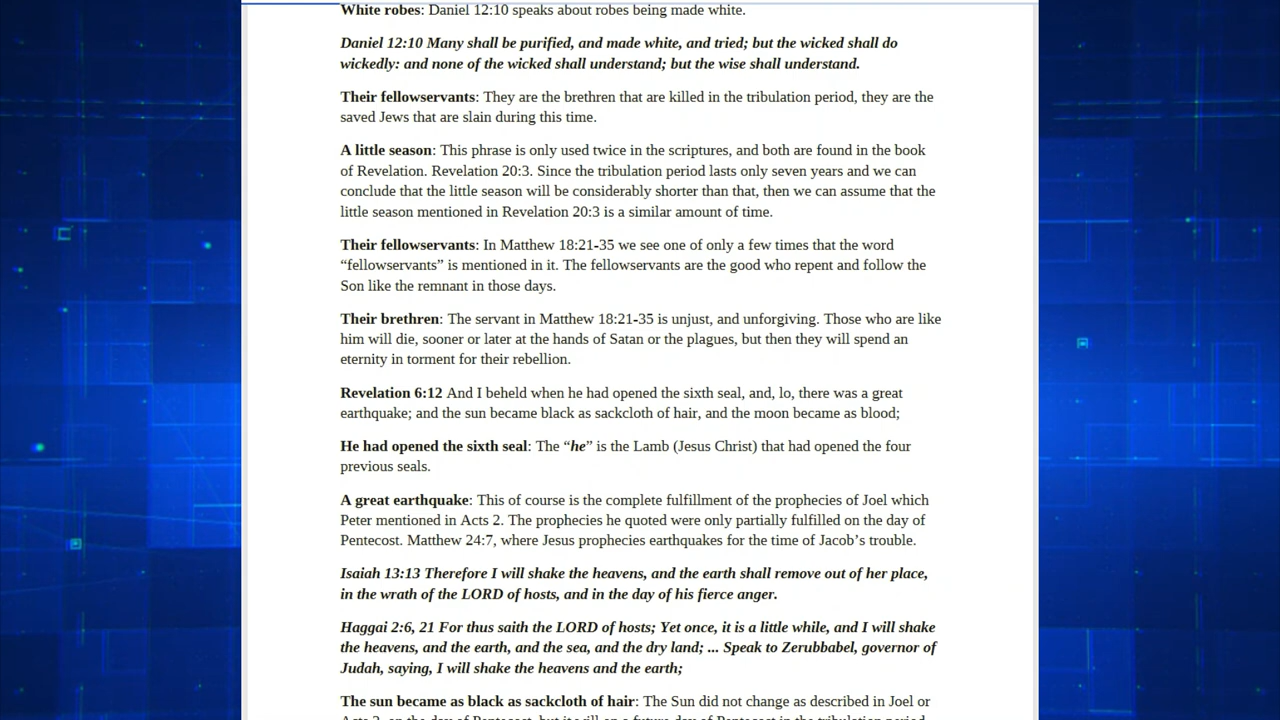 White robes: Daniel 12:10 speaks about robes being made white.
Daniel 12:10 Many shall be purified, and made white, and tried; but the wicked shall do
wickedly: and none of the wicked shall understand; but the wise shall understand.
Their fellowservants: They are the brethren that are killed in the tribulation period, they are the
saved Jews that are slain during this time.
A little season: This phrase is only used twice in the scriptures, and both are found in the book
of Revelation. Revelation 20:3. Since the tribulation period lasts only seven years and we can
conclude that the little season will be considerably shorter than that, then we can assume that the
little season mentioned in Revelation 20:3 is a similar amount of time.
Their fellowservants: In Matthew 18:21-35 we see one of only a few times that the word
“fellowservants” is mentioned in it. The fellowservants are the good who repent and follow the
Son like the remnant in those days.
Their brethren: The servant in Matthew 18:21-35 is unjust, and unforgiving. Those who are like
him will die, sooner or later at the hands of Satan or the plagues, but then they will spend an
eternity in torment for their rebellion.
Revelation 6:12 And I beheld when he had opened the sixth seal, and, lo, there was a great
earthquake; and the sun became black as sackcloth of hair, and the moon became as blood;
He had opened the sixth seal: The “he” is the Lamb (Jesus Christ) that had opened the four
previous seals.
A great earthquake: This of course is the complete fulfillment of the prophecies of Joel which
Peter mentioned in Acts 2. The prophecies he quoted were only partially fulfilled on the day of
Pentecost. Matthew 24:7, where Jesus prophecies earthquakes for the time of Jacob’s trouble.
Isaiah 13:13 Therefore I will shake the heavens, and the earth shall remove out of her place,
in the wrath of the LORD of hosts, and in the day of his fierce anger.
Haggai 2:6, 21 For thus saith the LORD of hosts; Yet once, it is a little while, and I will shake
the heavens, and the earth, and the sea, and the dry land; ... Speak to Zerubbabel, governor of
Judah, saying, I will shake the heavens and the earth;
The sun became as black as sackcloth of hair: The Sun did not change as described in Joel or